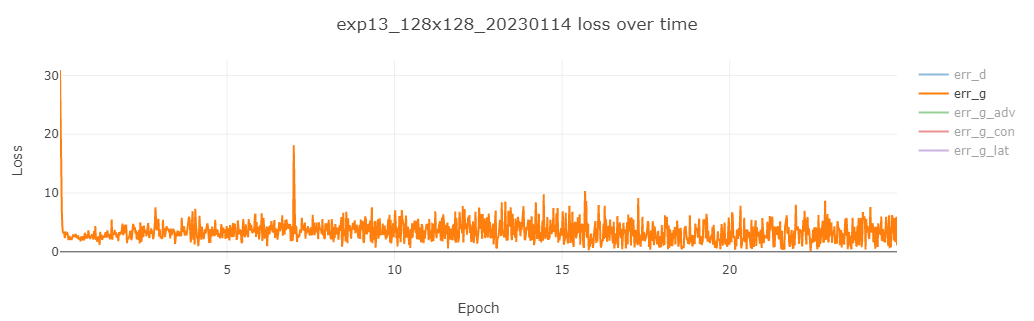 exp13_128x128_20230114 loss over time
30
20
10
0
Loss
5
10
15
20
Epoch
err_d
err_g
err_g_adv
err_g_con
err_g_lat